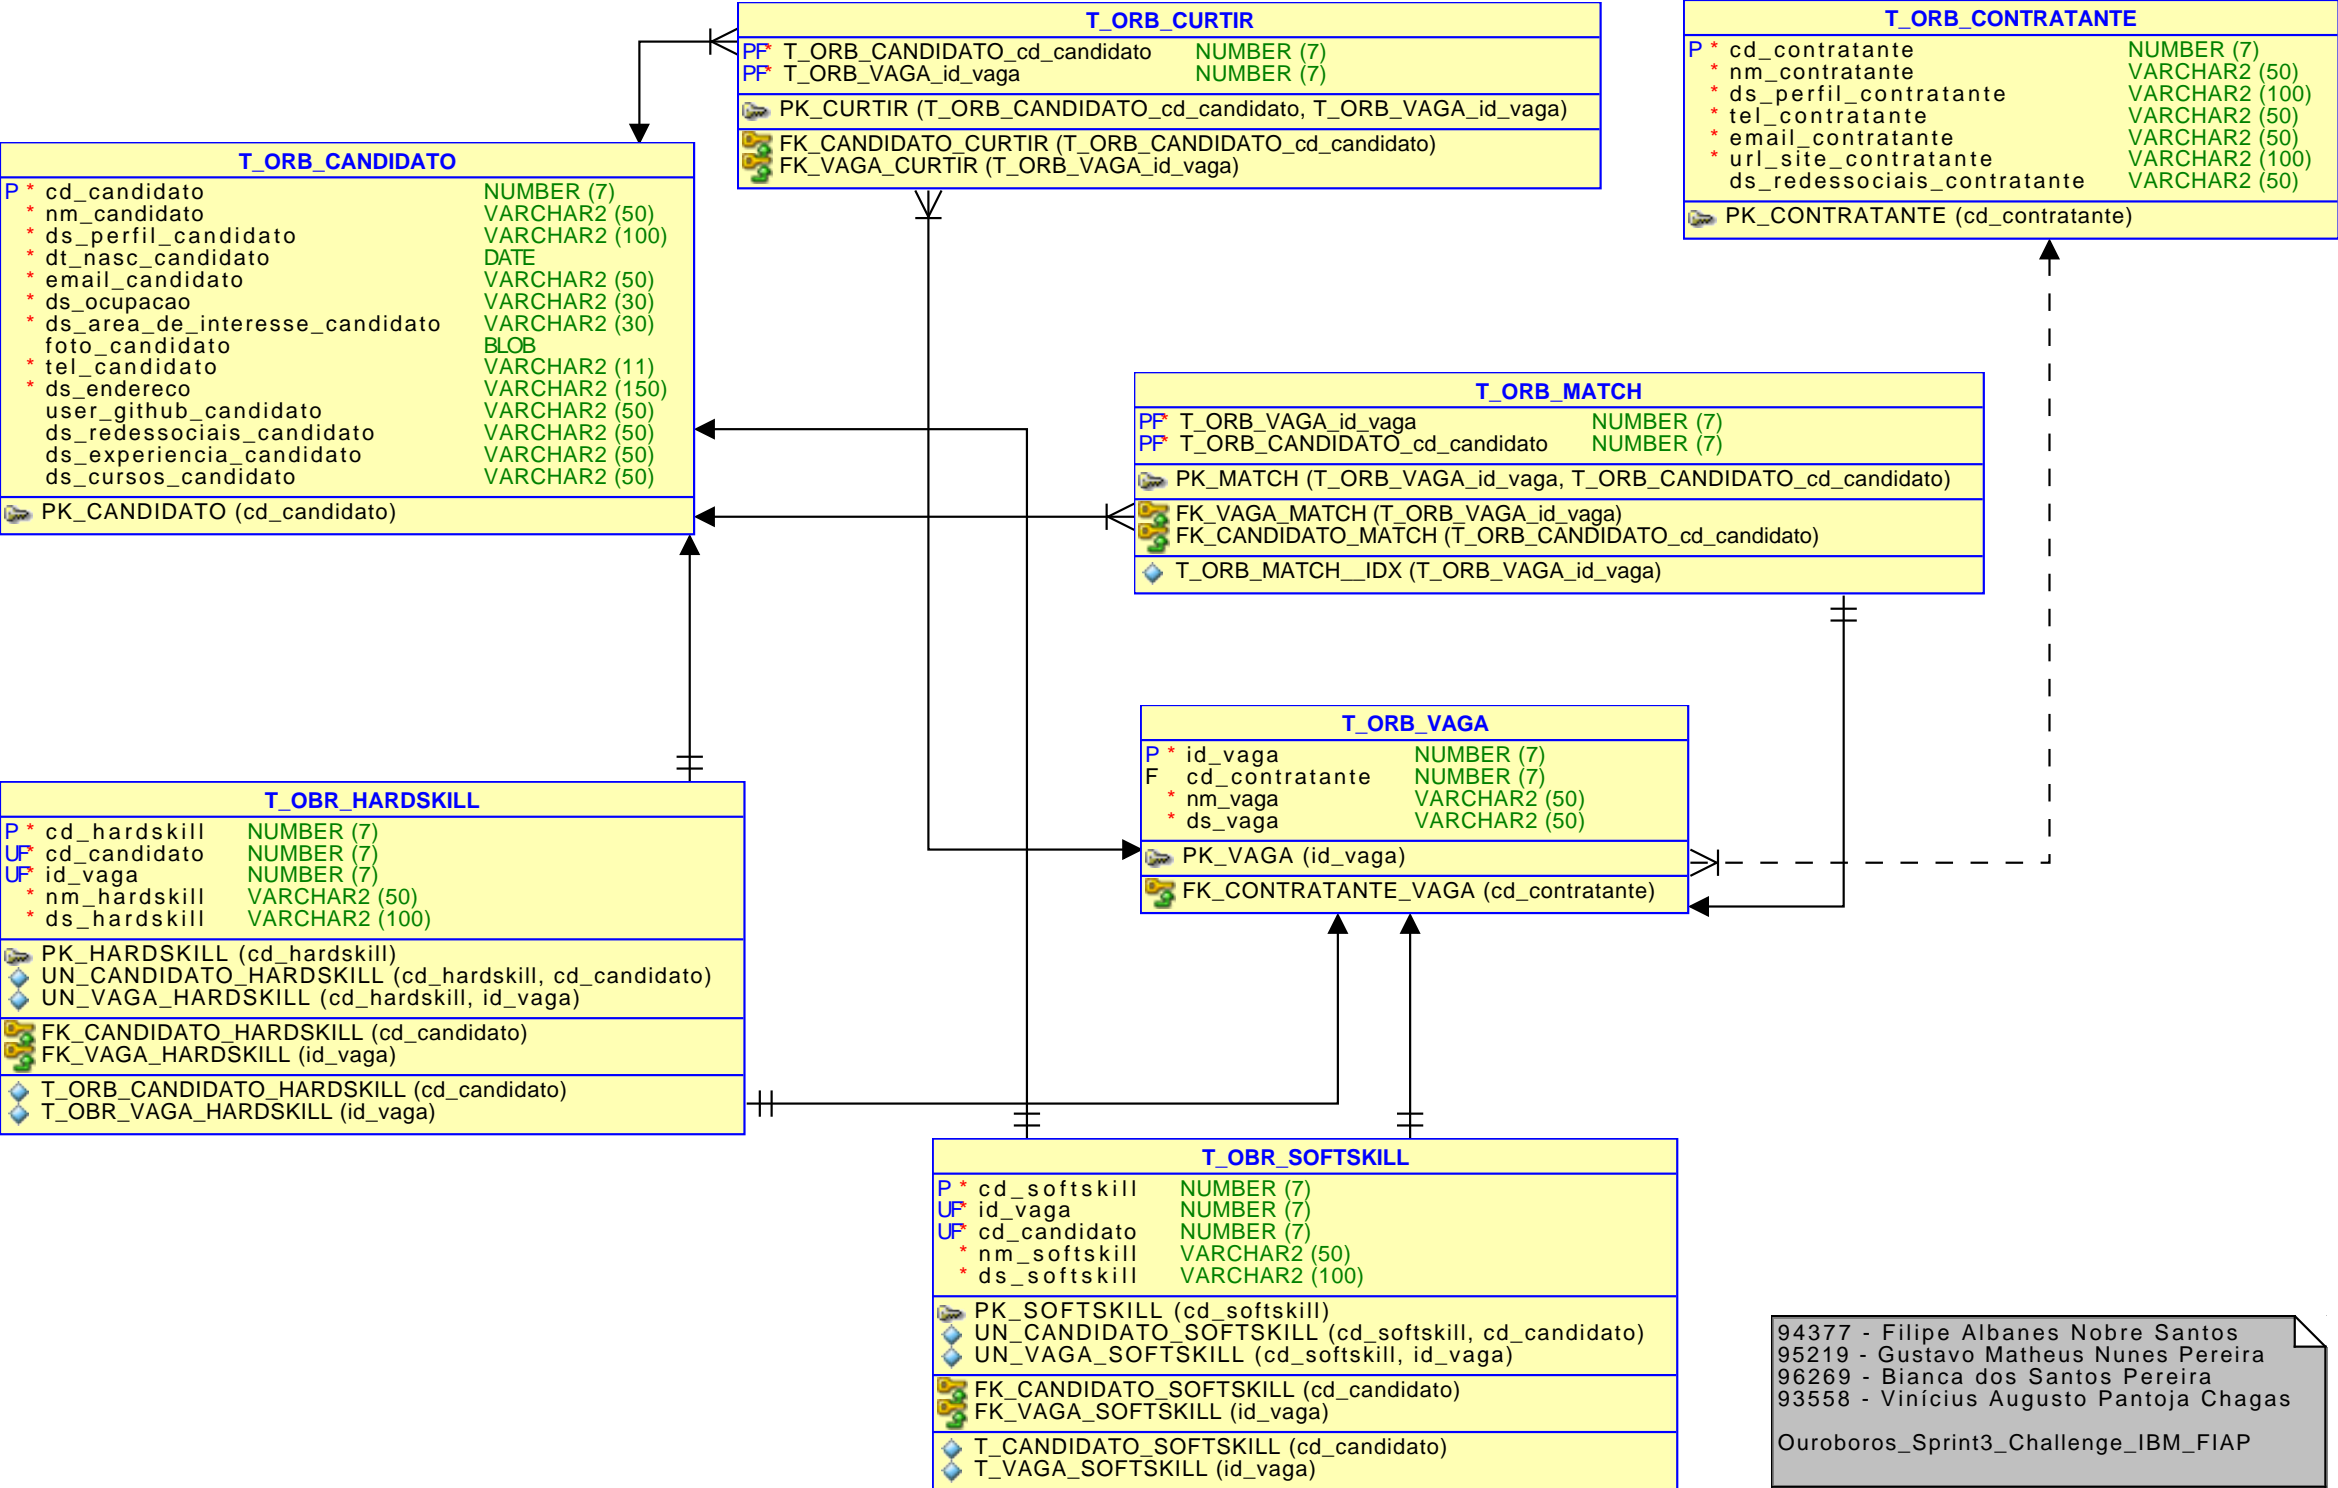 T_ORB_CURTIR
PF* T_ORB_CANDIDATO_cd_candidato NUMBER (7)
PF* T_ORB_VAGA_id_vaga NUMBER (7)
PK_CURTIR (T_ORB_CANDIDATO_cd_candidato, T_ORB_VAGA_id_vaga)
FK_CANDIDATO_CURTIR (T_ORB_CANDIDATO_cd_candidato)
FK_VAGA_CURTIR (T_ORB_VAGA_id_vaga)
T_ORB_CONTRATANTE
P * cd_contratante NUMBER (7)
* nm_contratante VARCHAR2 (50)
* ds_perfil_contratante VARCHAR2 (100)
* tel_contratante VARCHAR2 (50)
* email_contratante VARCHAR2 (50)
* url_site_contratante VARCHAR2 (100)
ds_redessociais_contratante VARCHAR2 (50)
PK_CONTRATANTE (cd_contratante)
T_ORB_CANDIDATO
P * cd_candidato NUMBER (7)
* nm_candidato VARCHAR2 (50)
* ds_perfil_candidato VARCHAR2 (100)
* dt_nasc_candidato DATE
* email_candidato VARCHAR2 (50)
* ds_ocupacao VARCHAR2 (30)
* ds_area_de_interesse_candidato VARCHAR2 (30)
foto_candidato BLOB
* tel_candidato VARCHAR2 (11)
* ds_endereco VARCHAR2 (150)
user_github_candidato VARCHAR2 (50)
ds_redessociais_candidato VARCHAR2 (50)
ds_experiencia_candidato VARCHAR2 (50)
ds_cursos_candidato VARCHAR2 (50)
PK_CANDIDATO (cd_candidato)
T_ORB_MATCH
PF* T_ORB_VAGA_id_vaga NUMBER (7)
PF* T_ORB_CANDIDATO_cd_candidato NUMBER (7)
PK_MATCH (T_ORB_VAGA_id_vaga, T_ORB_CANDIDATO_cd_candidato)
FK_VAGA_MATCH (T_ORB_VAGA_id_vaga)
FK_CANDIDATO_MATCH (T_ORB_CANDIDATO_cd_candidato)
T_ORB_MATCH__IDX (T_ORB_VAGA_id_vaga)
T_ORB_VAGA
P * id_vaga NUMBER (7)
F cd_contratante NUMBER (7)
* nm_vaga VARCHAR2 (50)
* ds_vaga VARCHAR2 (50)
PK_VAGA (id_vaga)
FK_CONTRATANTE_VAGA (cd_contratante)
T_OBR_HARDSKILL
P * cd_hardskill NUMBER (7)
UF* cd_candidato NUMBER (7)
UF* id_vaga NUMBER (7)
* nm_hardskill VARCHAR2 (50)
* ds_hardskill VARCHAR2 (100)
PK_HARDSKILL (cd_hardskill)
UN_CANDIDATO_HARDSKILL (cd_hardskill, cd_candidato)
UN_VAGA_HARDSKILL (cd_hardskill, id_vaga)
FK_CANDIDATO_HARDSKILL (cd_candidato)
FK_VAGA_HARDSKILL (id_vaga)
T_ORB_CANDIDATO_HARDSKILL (cd_candidato)
T_OBR_VAGA_HARDSKILL (id_vaga)
T_OBR_SOFTSKILL
P * cd_softskill NUMBER (7)
UF* id_vaga NUMBER (7)
UF* cd_candidato NUMBER (7)
* nm_softskill VARCHAR2 (50)
* ds_softskill VARCHAR2 (100)
PK_SOFTSKILL (cd_softskill)
UN_CANDIDATO_SOFTSKILL (cd_softskill, cd_candidato)
UN_VAGA_SOFTSKILL (cd_softskill, id_vaga)
FK_CANDIDATO_SOFTSKILL (cd_candidato)
FK_VAGA_SOFTSKILL (id_vaga)
T_CANDIDATO_SOFTSKILL (cd_candidato)
T_VAGA_SOFTSKILL (id_vaga)
94377 - Filipe Albanes Nobre Santos
95219 - Gustavo Matheus Nunes Pereira
96269 - Bianca dos Santos Pereira
93558 - Vinícius Augusto Pantoja Chagas
Ouroboros_Sprint3_Challenge_IBM_FIAP